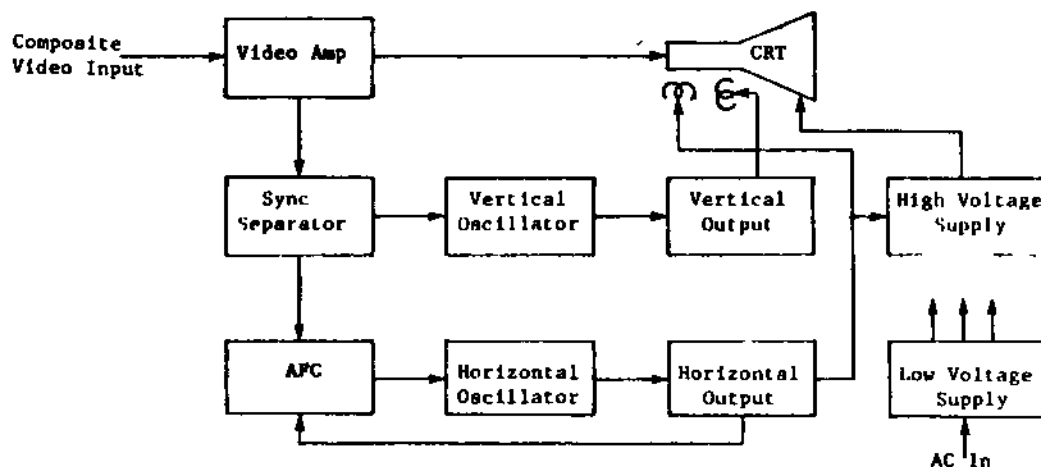 Composite
Video Input
Video Amp
CRT
Sync
Separator
Vertical
Oscillator
Vertical
Output
High Voltage
Supply
AFC
Horizontal
Oscillator
Horizontal
Output
Low Voltage
Supply
AC In